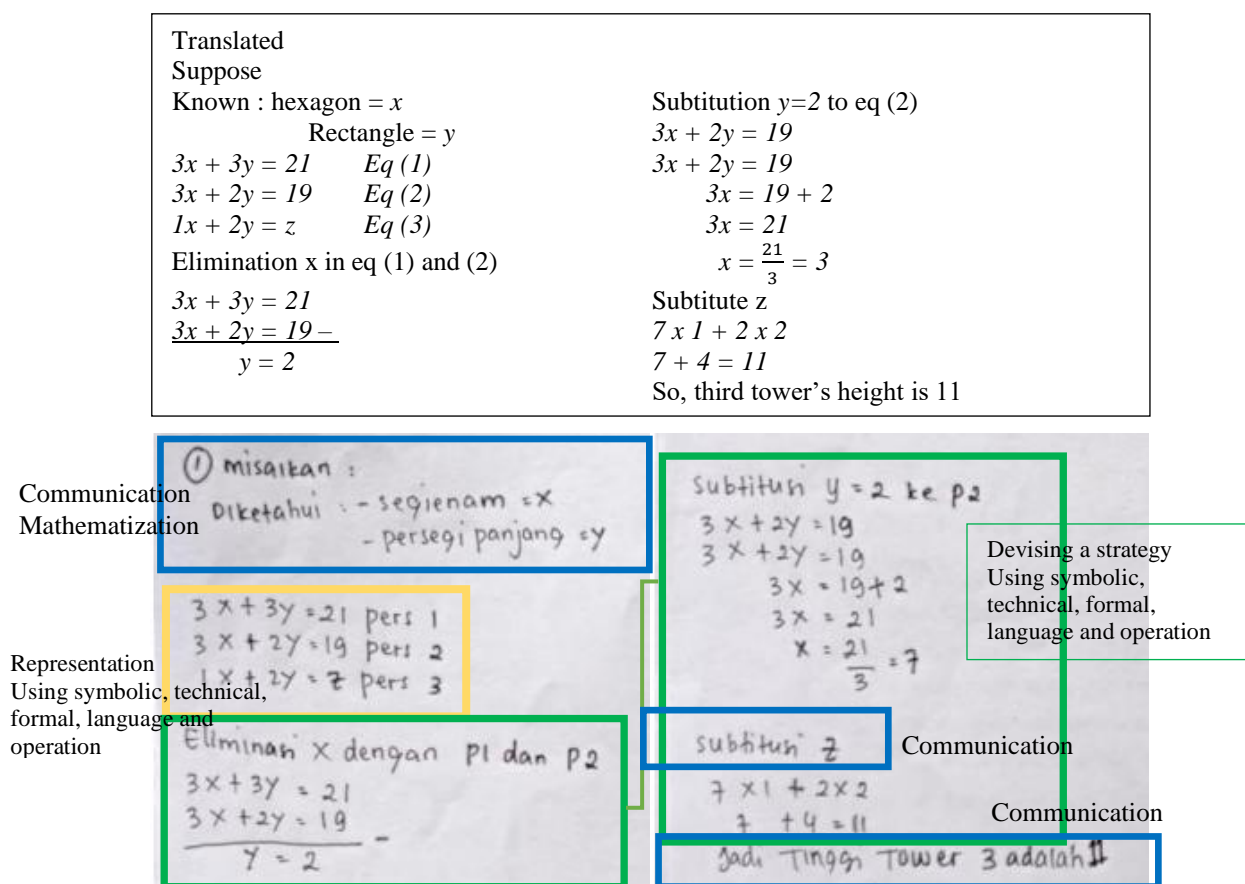 Translated
Suppose
Known : hexagon = x
Rectangle = y
3x + 3y = 21 Eq (1)
3x + 2y = 19 Eq (2)
1x + 2y = z Eq (3)
Elimination x in eq (1) and (2)
3x + 3y = 21
3x + 2y = 19 –
y = 2
Subtitution y=2 to eq (2)
3x + 2y = 19
3x + 2y = 19
3x = 19 + 2
3x = 21
x = 21/3 = 3
Subtitute z
7 x 1 + 2 x 2
7 + 4 = 11
So, third tower's height is 11
Communication
Mathematization
① misalkan :
Diketahui : - segienam = x
- persegi panjang = y
Representation
Using symbolic, technical,
formal, language and
operation
3x + 3y = 21 pers 1
3x + 2y = 19 pers 2
1x + 2y = z pers 3
Eliminasi x dengan P1 dan P2
3x + 3y = 21
3x + 2y = 19 -
y = 2
Subtitusi y = 2 ke P2
3x + 2y = 19
3x + 2y = 19
3x = 19 + 2
3x = 21
x = 21/3 = 7
Devising a strategy
Using symbolic,
technical, formal,
language and operation
subtitusi z
Communication
7 x 1 + 2 x 2
7 + 4 = 11
Communication
Jadi Tinggi Tower 3 adalah 11